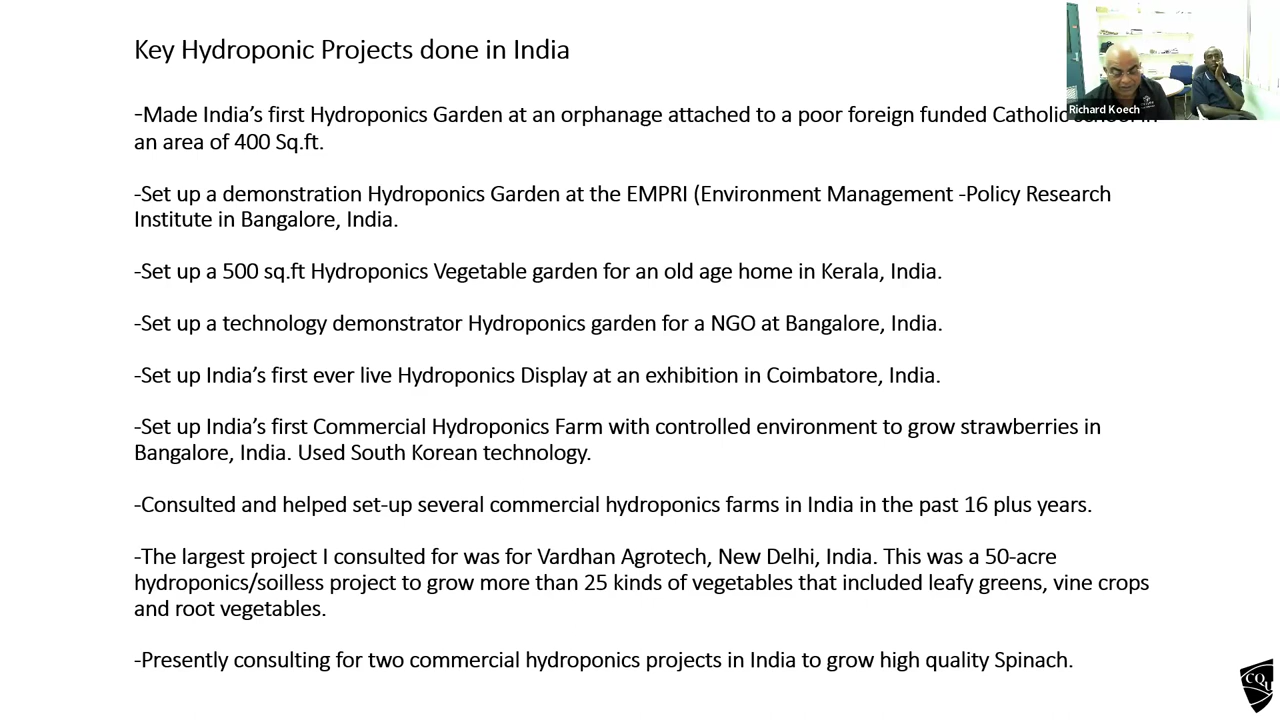 Key Hydroponic Projects done in India
Richard Koech
-Made India's first Hydroponics Garden at an orphanage attached to a poor foreign funded Catholic school in
an area of 400 Sq.ft.
-Set up a demonstration Hydroponics Garden at the EMPRI (Environment Management -Policy Research
Institute in Bangalore, India.
-Set up a 500 sq.ft Hydroponics Vegetable garden for an old age home in Kerala, India.
-Set up a technology demonstrator Hydroponics garden for a NGO at Bangalore, India.
-Set up India's first ever live Hydroponics Display at an exhibition in Coimbatore, India.
-Set up India's first Commercial Hydroponics Farm with controlled environment to grow strawberries in
Bangalore, India. Used South Korean technology.
-Consulted and helped set-up several commercial hydroponics farms in India in the past 16 plus years.
-The largest project I consulted for was for Vardhan Agrotech, New Delhi, India. This was a 50-acre
hydroponics/soilless project to grow more than 25 kinds of vegetables that included leafy greens, vine crops
and root vegetables.
-Presently consulting for two commercial hydroponics projects in India to grow high quality Spinach.
CQU